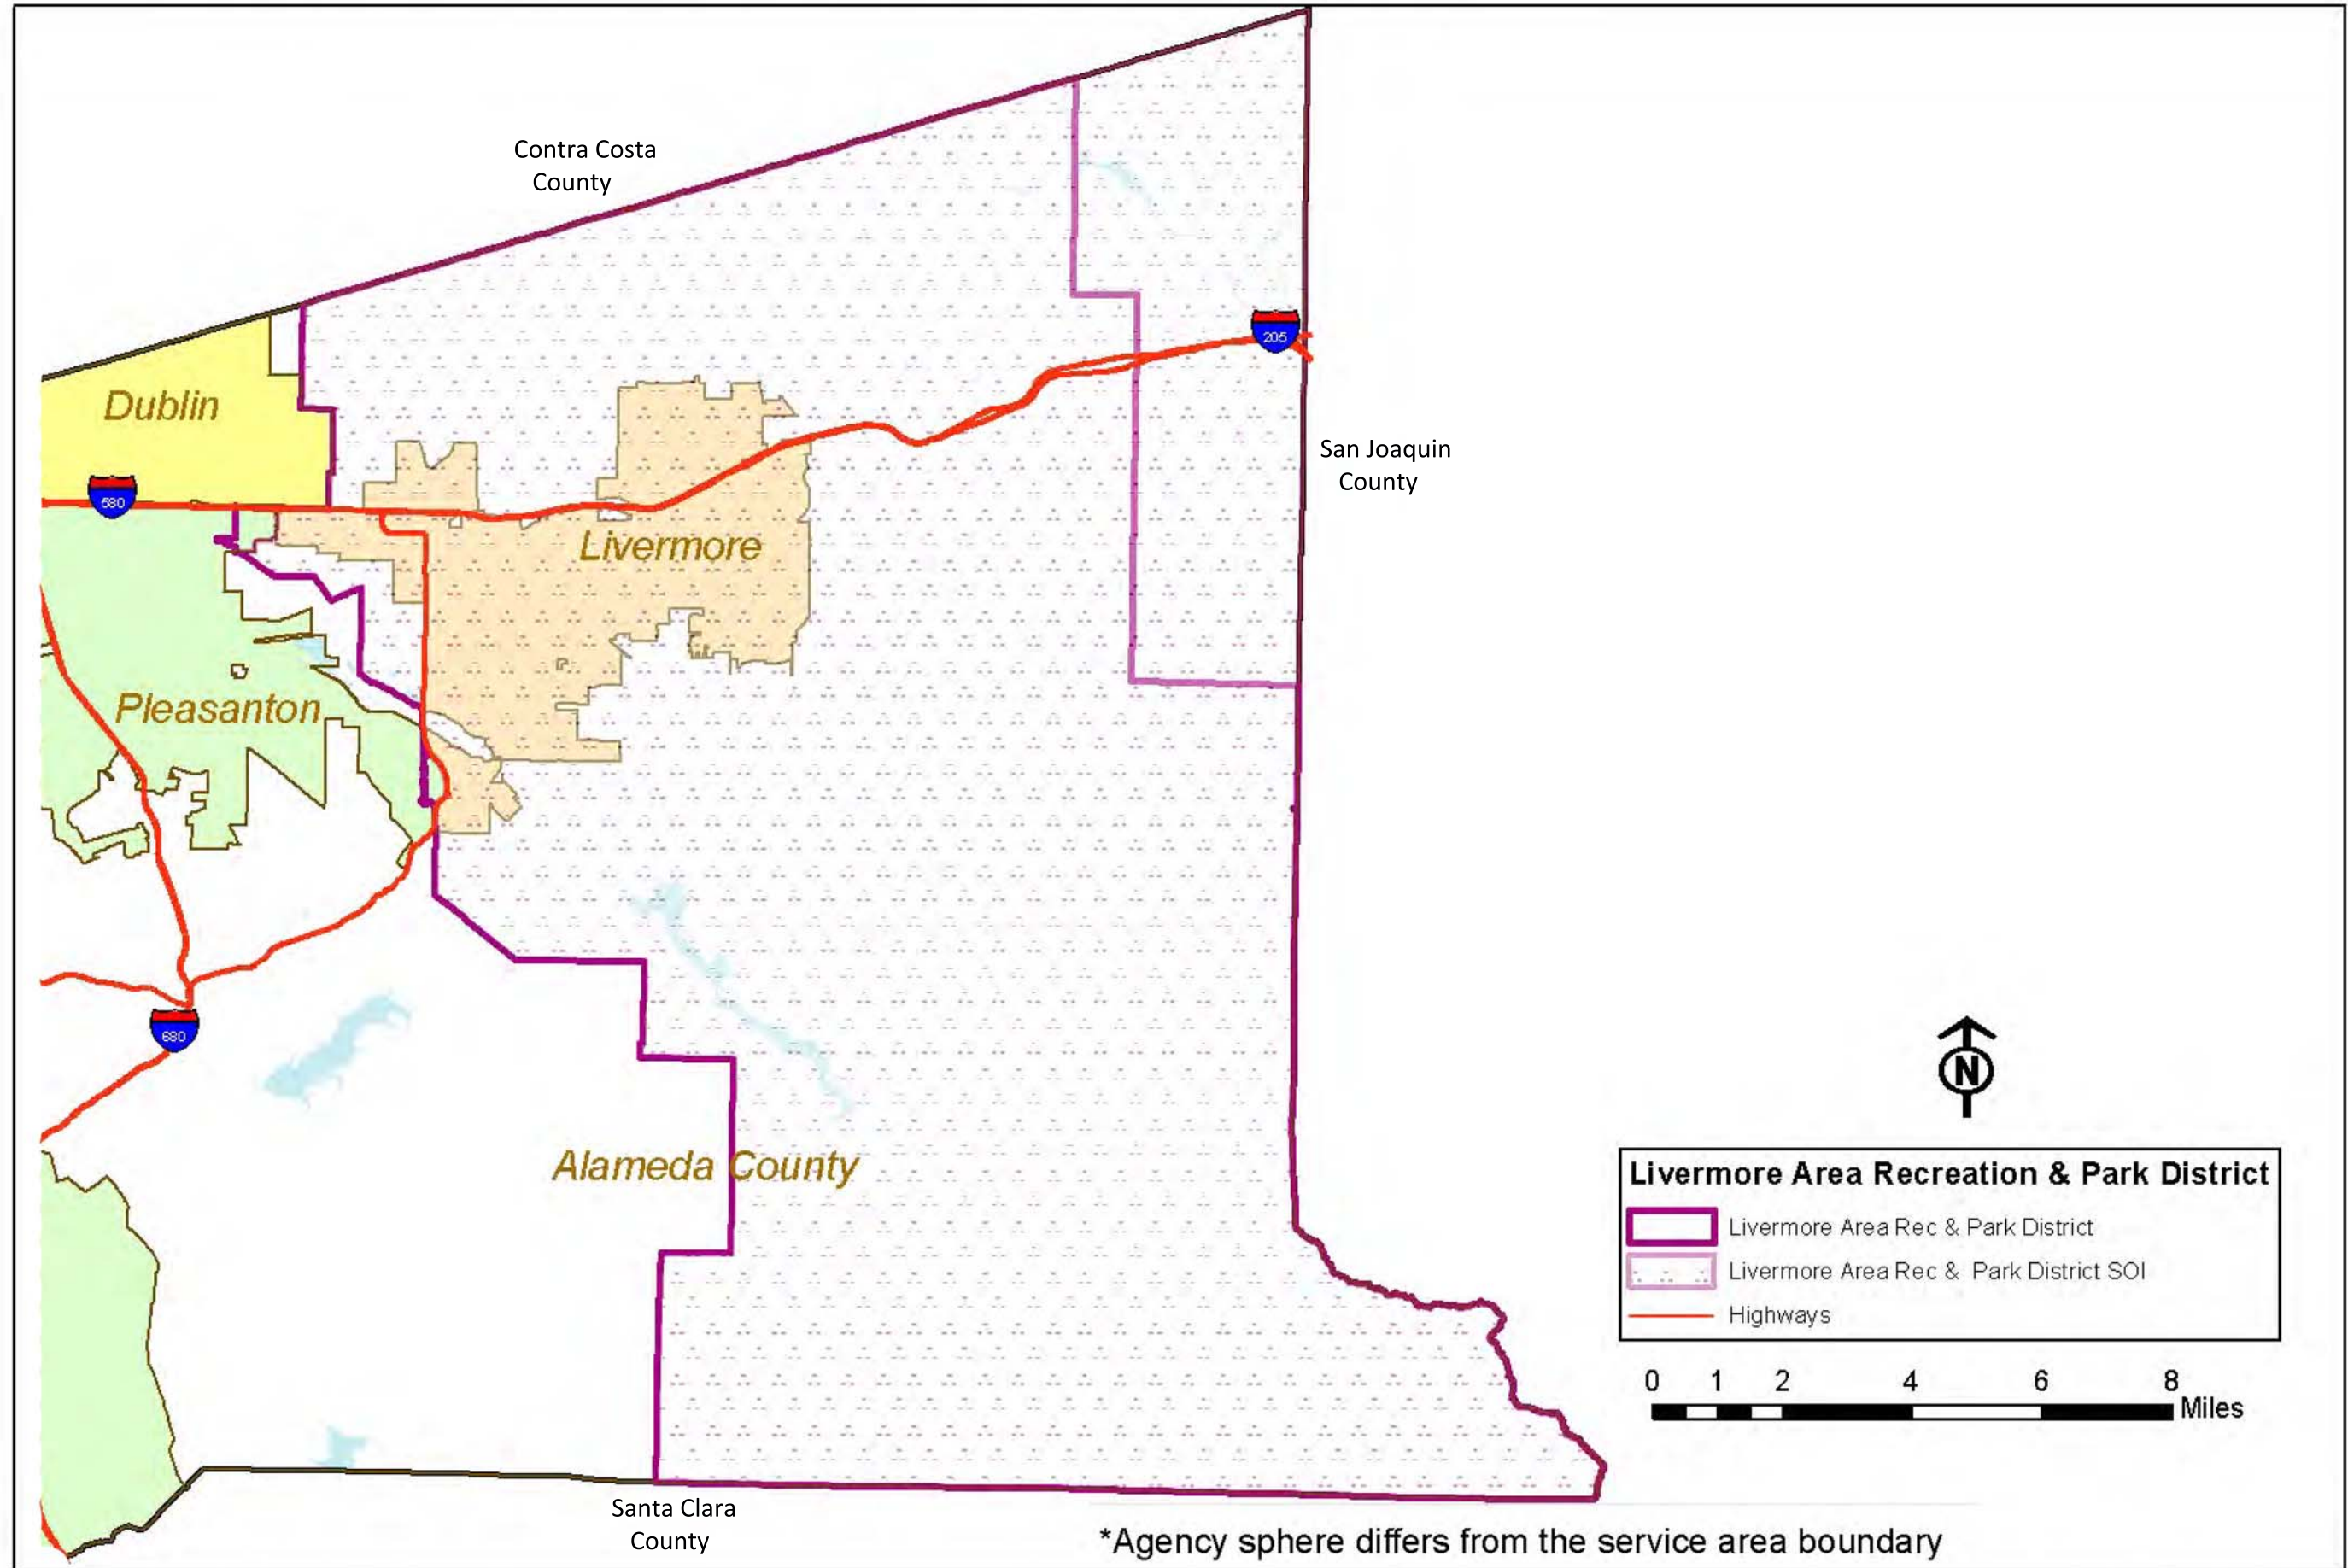 Contra Costa
County
205
Dublin
San Joaquin
County
580
Livermore
Pleasanton
680
Alameda County
Livermore Area Recreation & Park District
Livermore Area Rec & Park District
Livermore Area Rec & Park District SOI
Highways
N
0 1 2 4 6 8
Miles
Santa Clara
County
*Agency sphere differs from the service area boundary